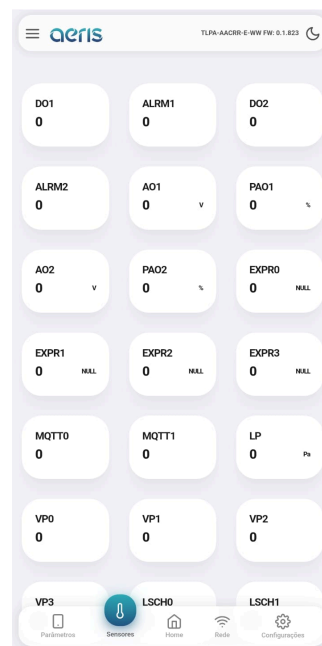 aeris
TLPA-AACRR-E-WW FW: 0.1.823
DO1 ALRM1 DO2
0 0 0
ALRM2 AO1 PAO1
0 0 V 0 %
AO2 PAO2 EXPR0
0 V 0 % 0 NULL
EXPR1 EXPR2 EXPR3
0 NULL 0 NULL 0 NULL
MQTT0 MQTT1 LP
0 0 0 Pa
VP0 VP1 VP2
0 0 0
VP3 LSCH0 LSCH1
Parâmetros Sensores Home Rede Configurações